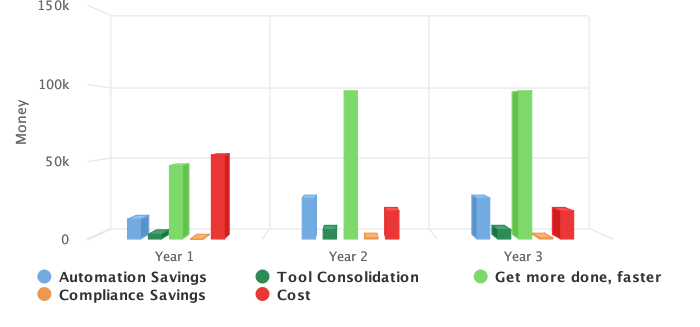 150k
100k
50k
0
Money
Year 1
Year 2
Year 3
Automation Savings
Tool Consolidation
Get more done, faster
Compliance Savings
Cost